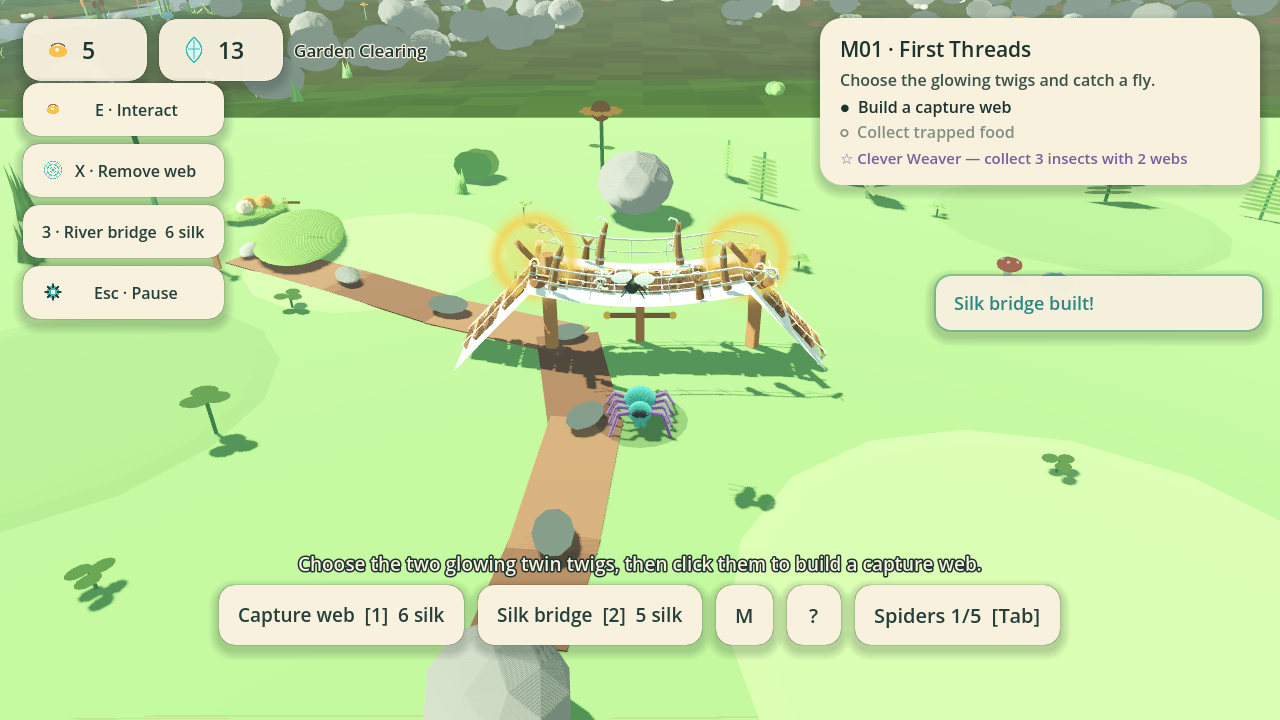 5
13
Garden Clearing
E · Interact
X · Remove web
3 · River bridge 6 silk
Esc · Pause
M01 · First Threads
Choose the glowing twigs and catch a fly.
● Build a capture web
○ Collect trapped food
☆ Clever Weaver — collect 3 insects with 2 webs
Silk bridge built!
Choose the two glowing twin twigs, then click them to build a capture web.
Capture web [1] 6 silk
Silk bridge [2] 5 silk
M
?
Spiders 1/5 [Tab]